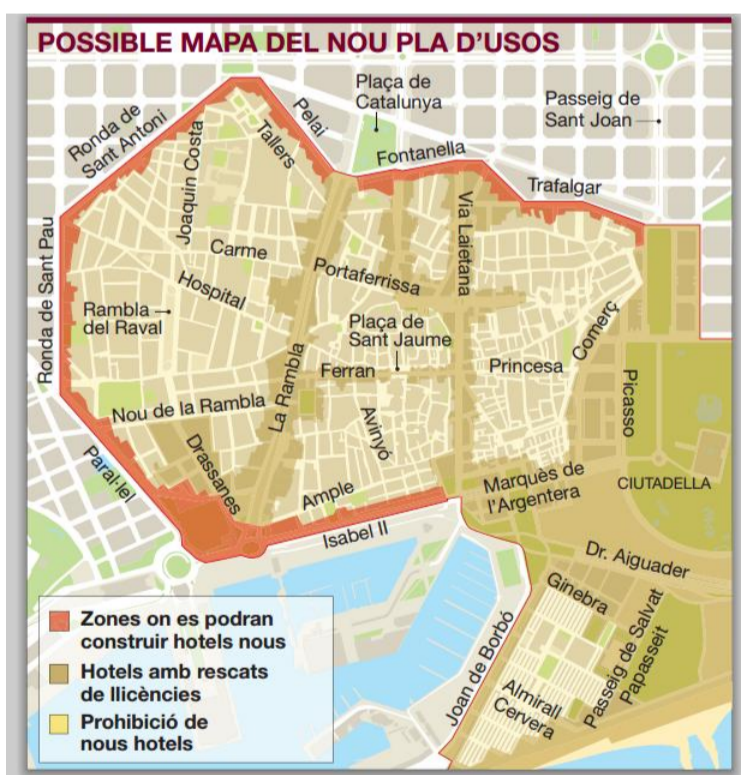 POSSIBLE MAPA DEL NOU PLA D'USOS
Plaça de
Catalunya
Passeig de
Sant Joan
Ronda de
Sant Antoni
Pelai
Tallers
Fontanella
Trafalgar
Joaquín Costa
Via Laietana
Carme
Portaferrissa
Hospital
Ronda de Sant Pau
Rambla
del Raval
La Rambla
Plaça de
Sant Jaume
Ferran
Princesa
Comerç
Picasso
Nou de la Rambla
Avinyó
Drassanes
Paral·lel
Ample
Marquès de
l'Argentera
CIUTADELLA
Isabel II
Dr. Aiguader
Ginebra
Passeig de Salvat
Papasseit
Joan de Borbó
Almirall
Cervera
Zones on es podran
construir hotels nous
Hotels amb rescats
de llicències
Prohibició de
nous hotels